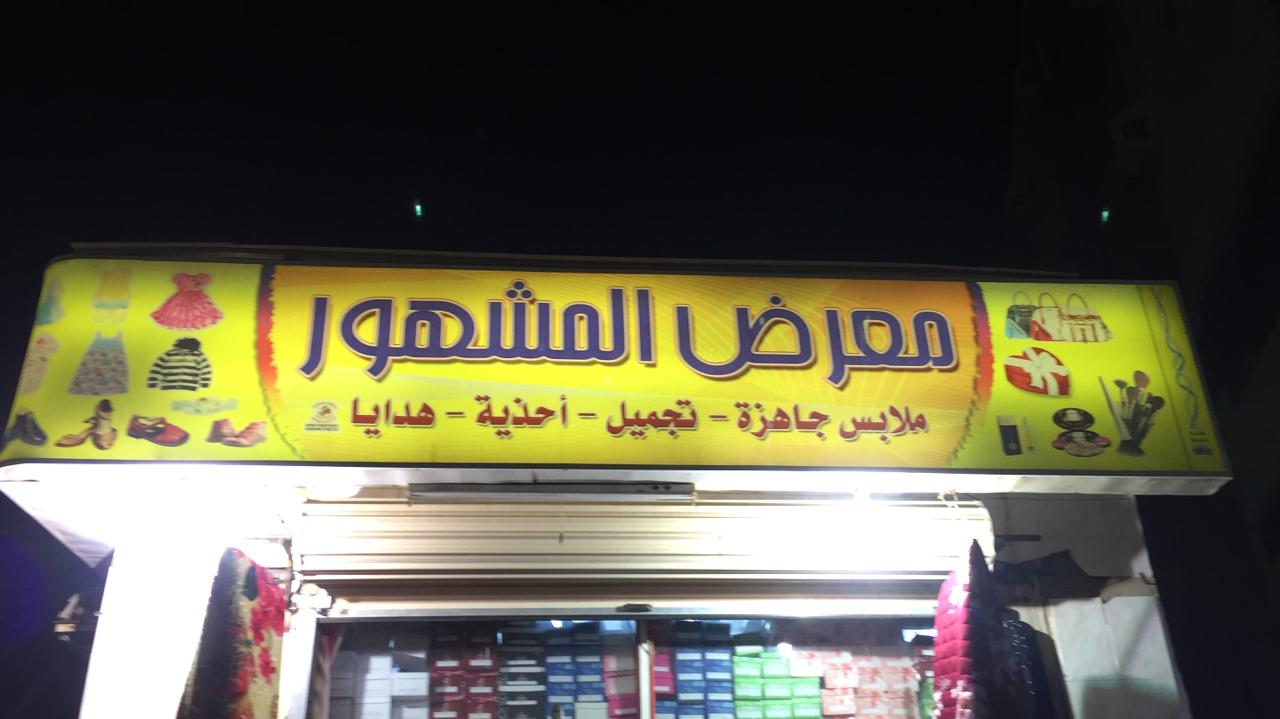 معرض المشهور
ملابس جاهزة - تجميل - أحذية - هدايا